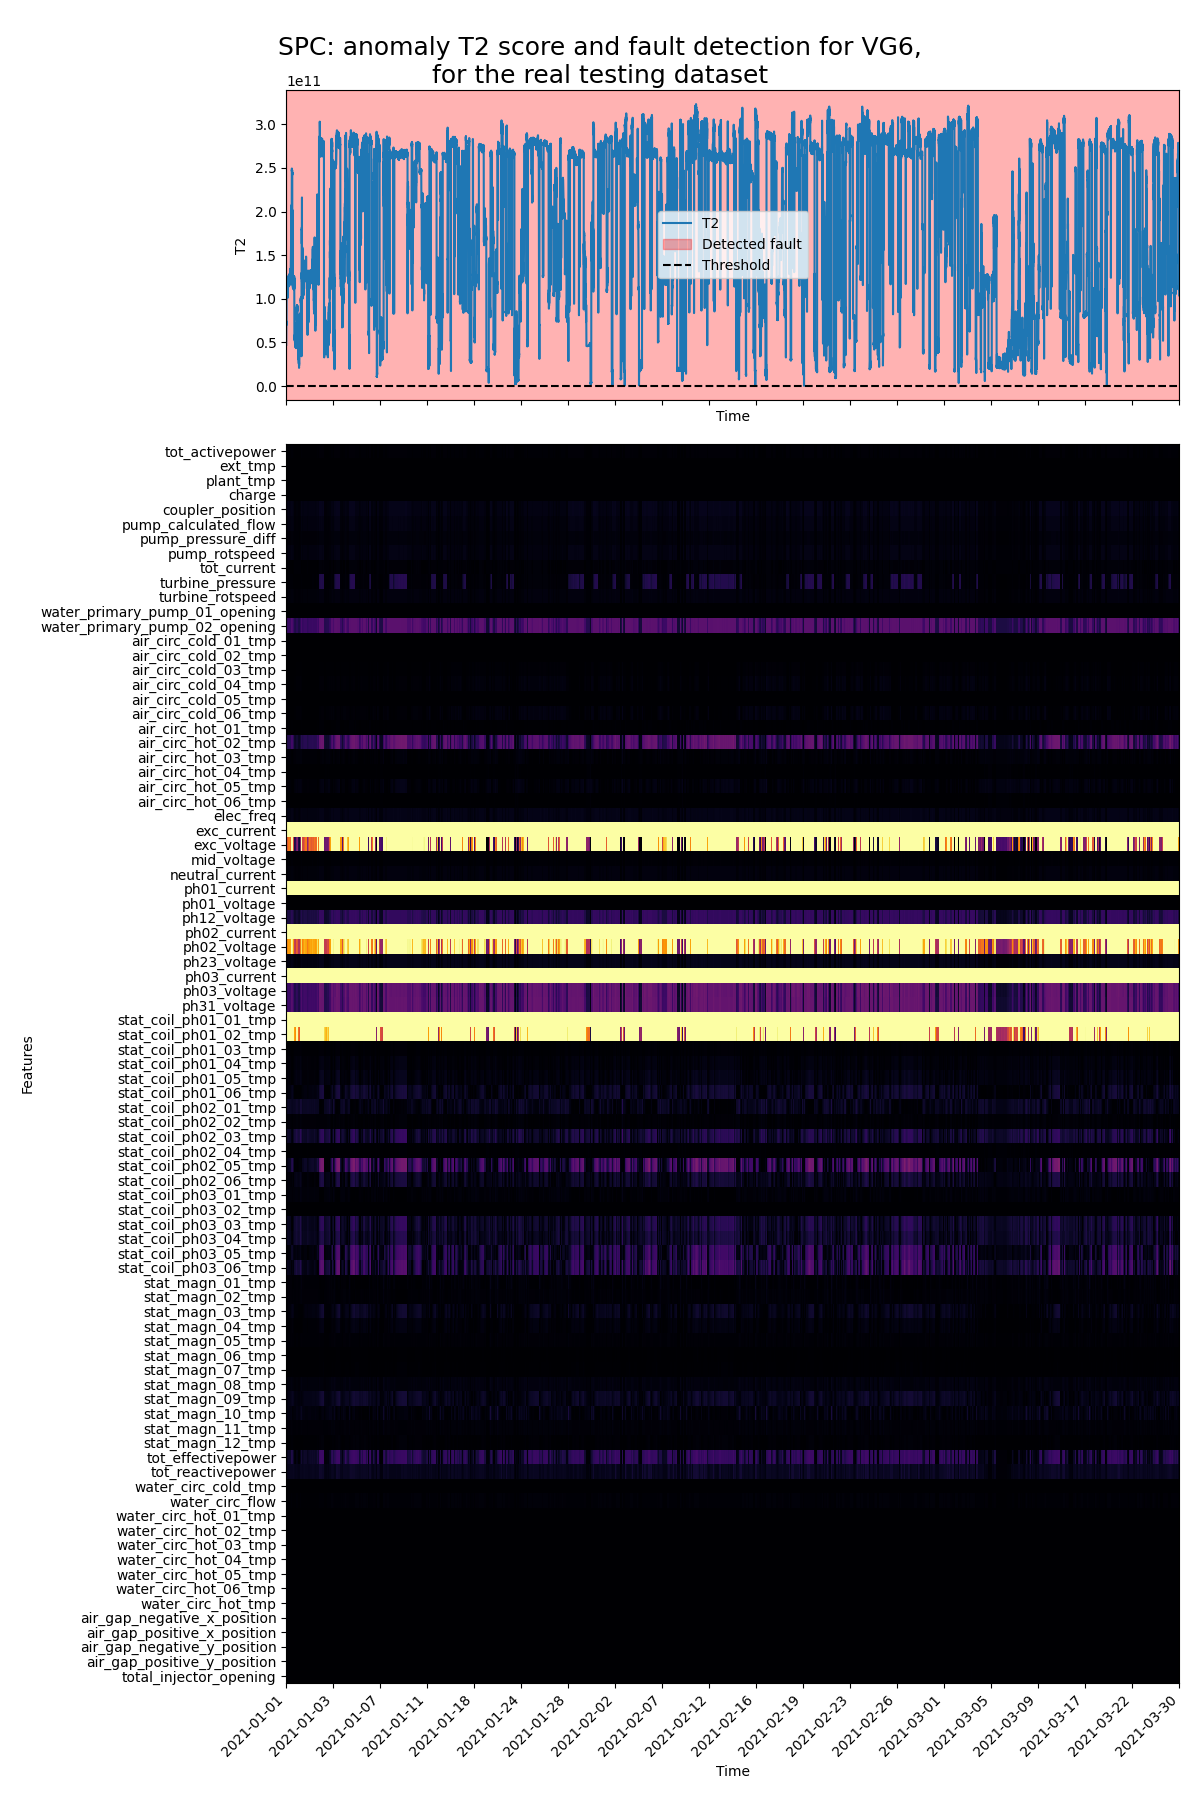 SPC: anomaly T2 score and fault detection for VG6,
for the real testing dataset
1e11
3.0
2.5
2.0
1.5
1.0
0.5
0.0
T2
T2
Detected fault
Threshold
Time
tot_activepower
ext_tmp
plant_tmp
charge
coupler_position
pump_calculated_flow
pump_pressure_diff
pump_rotspeed
tot_current
turbine_pressure
turbine_rotspeed
water_primary_pump_01_opening
water_primary_pump_02_opening
air_circ_cold_01_tmp
air_circ_cold_02_tmp
air_circ_cold_03_tmp
air_circ_cold_04_tmp
air_circ_cold_05_tmp
air_circ_cold_06_tmp
air_circ_hot_01_tmp
air_circ_hot_02_tmp
air_circ_hot_03_tmp
air_circ_hot_04_tmp
air_circ_hot_05_tmp
air_circ_hot_06_tmp
elec_freq
exc_current
exc_voltage
mid_voltage
neutral_current
ph01_current
ph01_voltage
ph12_voltage
ph02_current
ph02_voltage
ph23_voltage
ph03_current
ph03_voltage
ph31_voltage
stat_coil_ph01_01_tmp
stat_coil_ph01_02_tmp
stat_coil_ph01_03_tmp
stat_coil_ph01_04_tmp
stat_coil_ph01_05_tmp
stat_coil_ph01_06_tmp
stat_coil_ph02_01_tmp
stat_coil_ph02_02_tmp
stat_coil_ph02_03_tmp
stat_coil_ph02_04_tmp
stat_coil_ph02_05_tmp
stat_coil_ph02_06_tmp
stat_coil_ph03_01_tmp
stat_coil_ph03_02_tmp
stat_coil_ph03_03_tmp
stat_coil_ph03_04_tmp
stat_coil_ph03_05_tmp
stat_coil_ph03_06_tmp
stat_magn_01_tmp
stat_magn_02_tmp
stat_magn_03_tmp
stat_magn_04_tmp
stat_magn_05_tmp
stat_magn_06_tmp
stat_magn_07_tmp
stat_magn_08_tmp
stat_magn_09_tmp
stat_magn_10_tmp
stat_magn_11_tmp
stat_magn_12_tmp
tot_effectivepower
tot_reactivepower
water_circ_cold_tmp
water_circ_flow
water_circ_hot_01_tmp
water_circ_hot_02_tmp
water_circ_hot_03_tmp
water_circ_hot_04_tmp
water_circ_hot_05_tmp
water_circ_hot_06_tmp
water_circ_hot_tmp
air_gap_negative_x_position
air_gap_positive_x_position
air_gap_negative_y_position
air_gap_positive_y_position
total_injector_opening
Features
2021-01-01
2021-01-03
2021-01-07
2021-01-11
2021-01-18
2021-01-24
2021-01-28
2021-02-02
2021-02-07
2021-02-12
2021-02-16
2021-02-19
2021-02-23
2021-02-26
2021-03-01
2021-03-05
2021-03-09
2021-03-17
2021-03-22
2021-03-30
Time